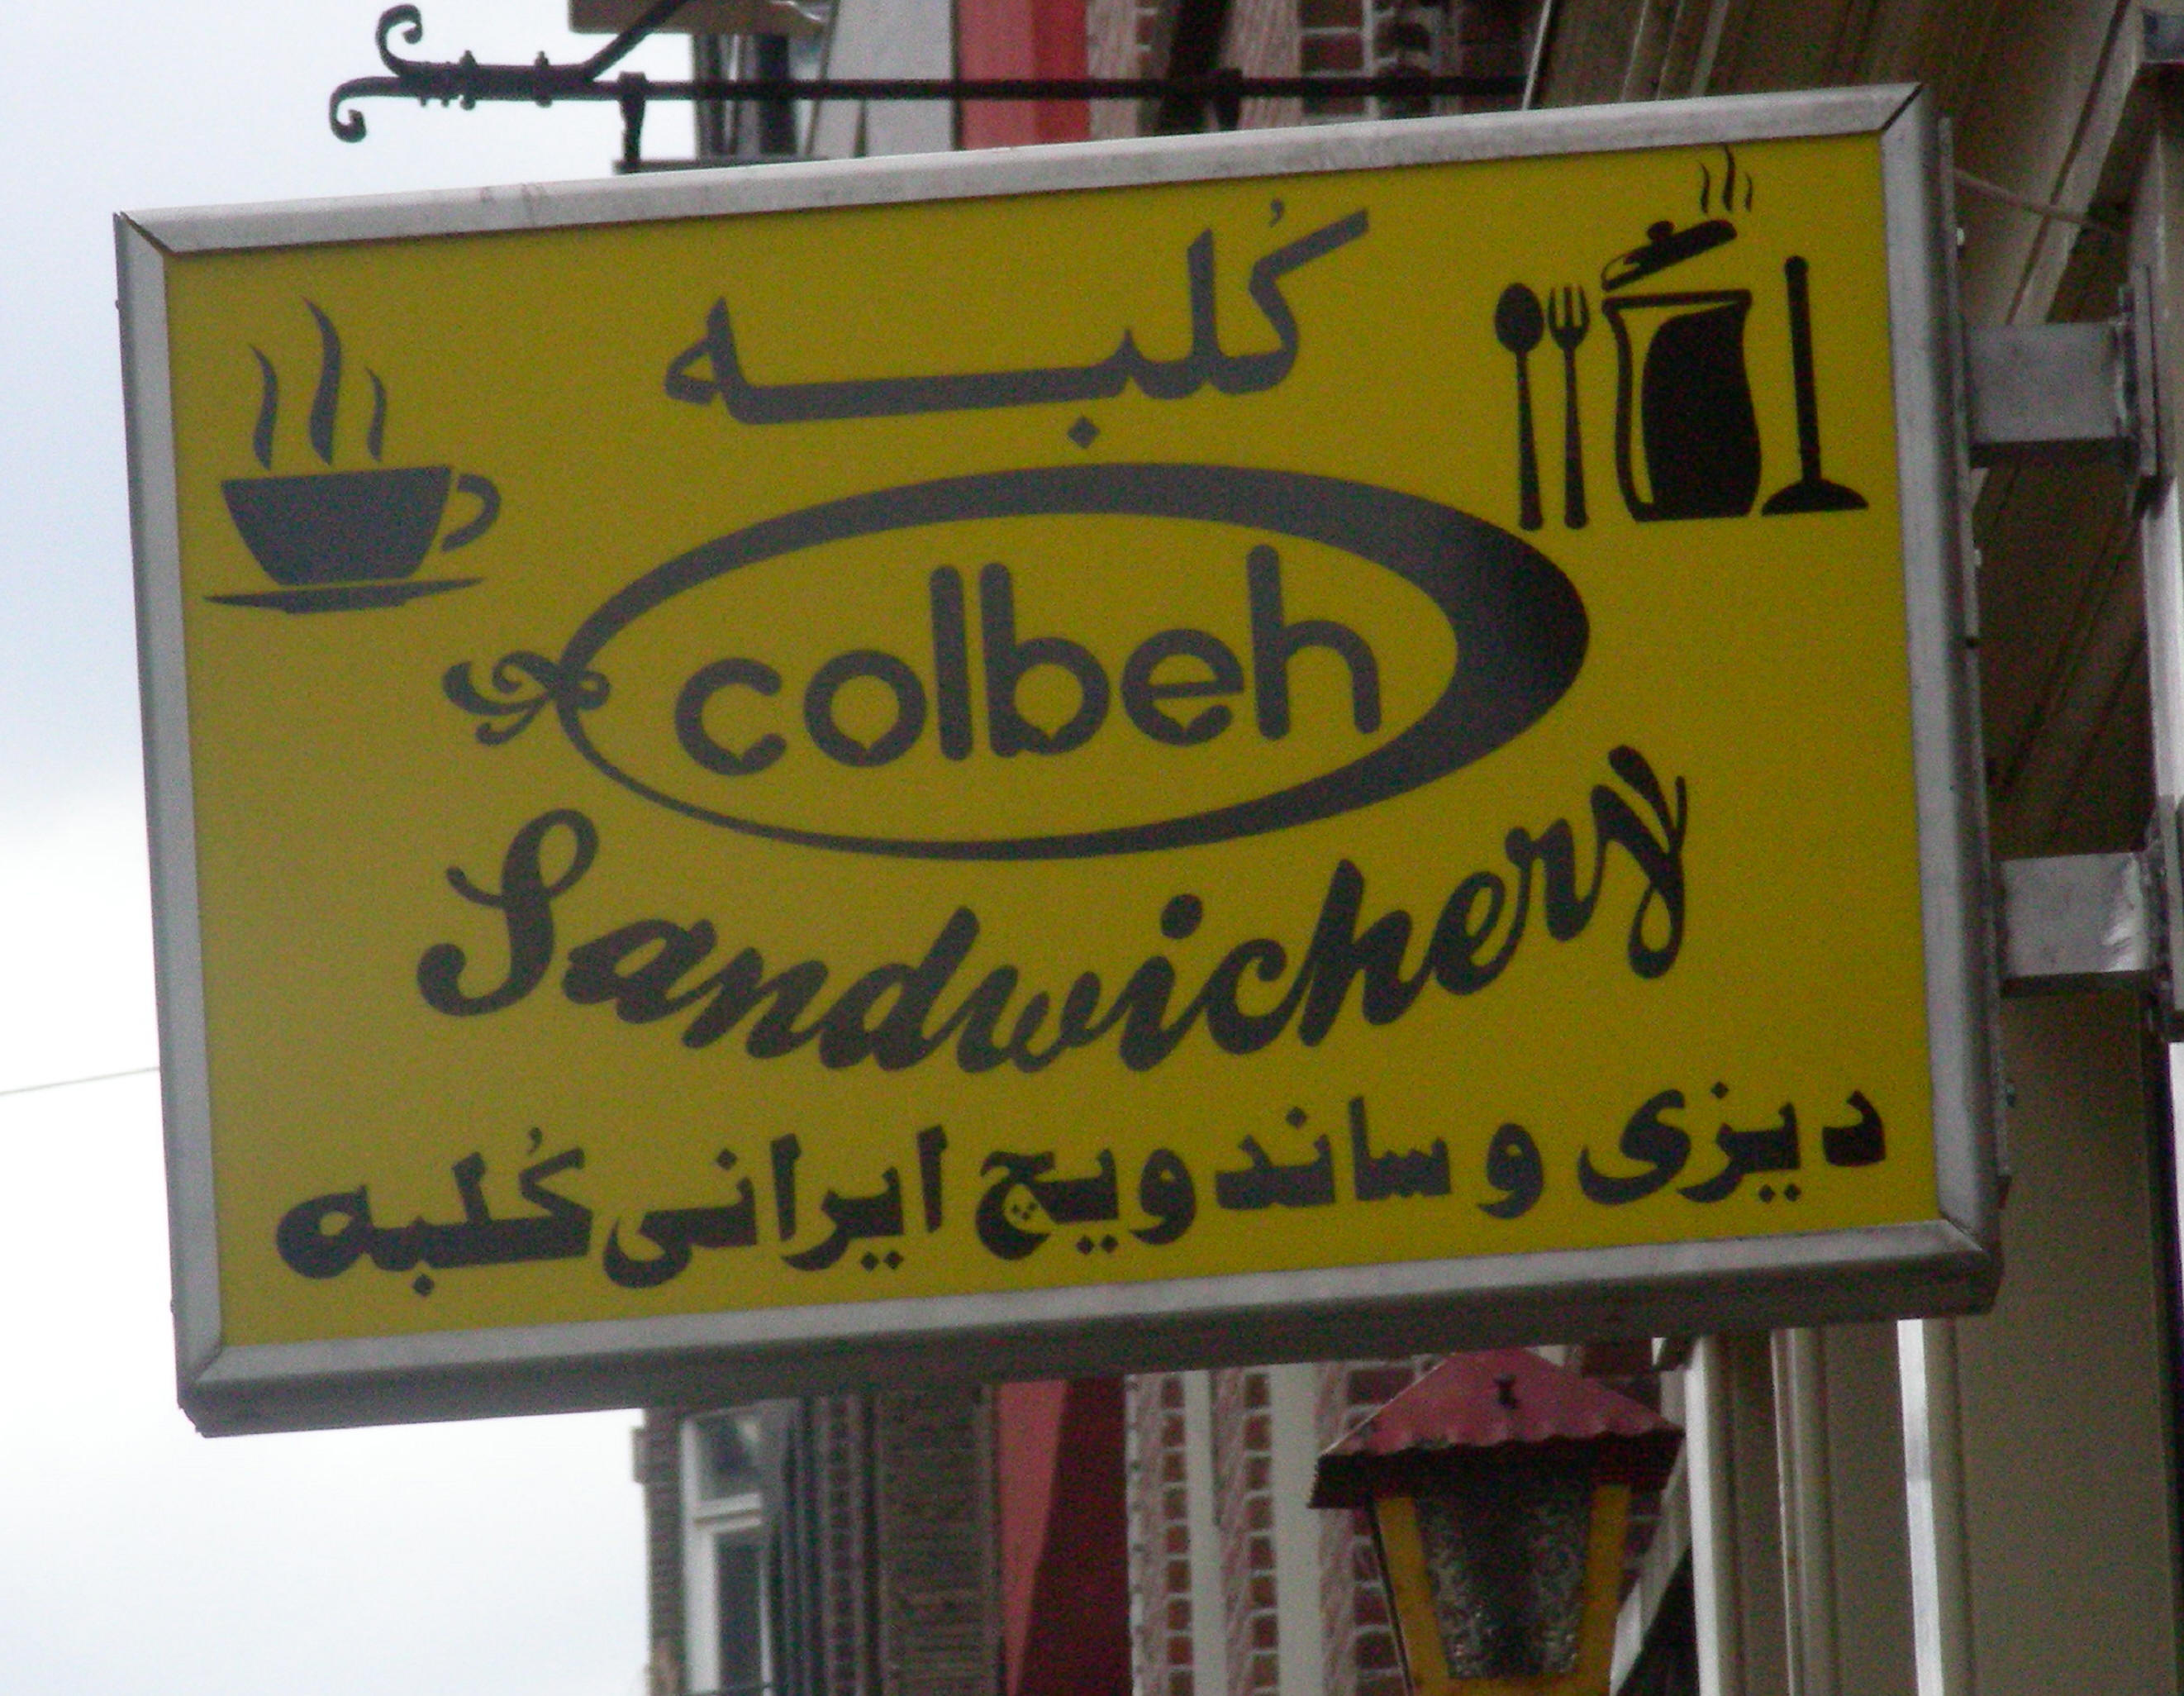 کُلبه
colbeh
Sandwichery
دیزی و ساندویچ ایرانی کُلبه